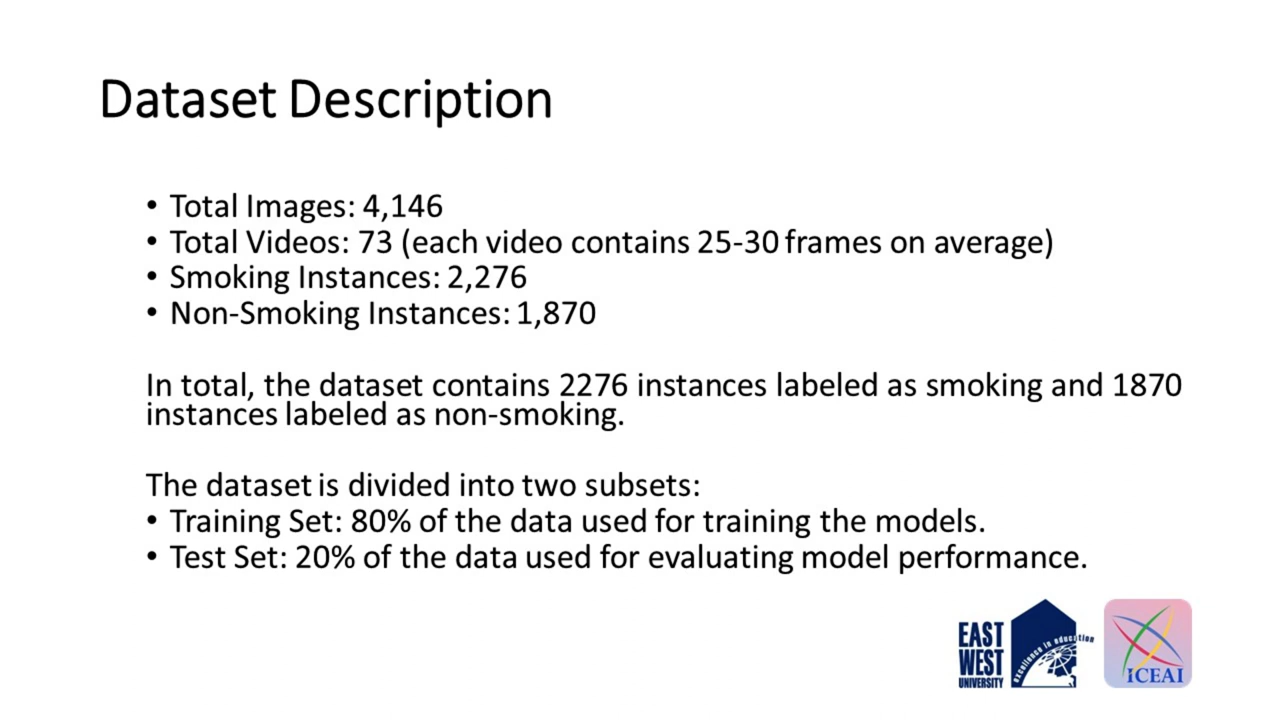 Dataset Description
• Total Images: 4,146
• Total Videos: 73 (each video contains 25-30 frames on average)
• Smoking Instances: 2,276
• Non-Smoking Instances: 1,870
In total, the dataset contains 2276 instances labeled as smoking and 1870
instances labeled as non-smoking.
The dataset is divided into two subsets:
• Training Set: 80% of the data used for training the models.
• Test Set: 20% of the data used for evaluating model performance.
EAST
WEST
UNIVERSITY
Excellence in education
ICEAI